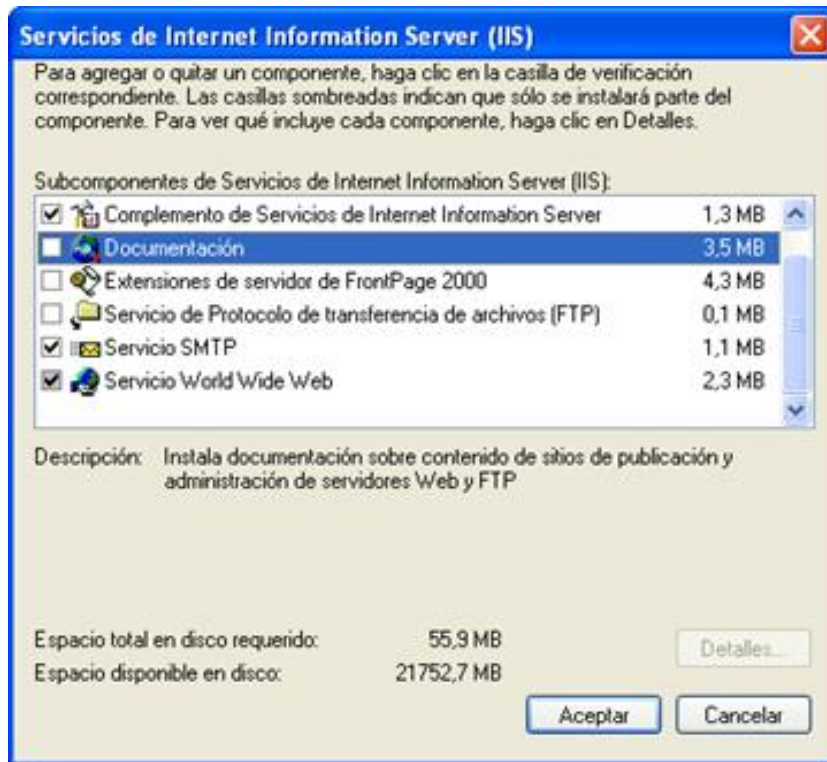 Servicios de Internet Information Server (IIS)
Para agregar o quitar un componente, haga clic en la casilla de verificación
correspondiente. Las casillas sombreadas indican que sólo se instalará parte del
componente. Para ver qué incluye cada componente, haga clic en Detalles.
Subcomponentes de Servicios de Internet Information Server (IIS):
Complemento de Servicios de Internet Information Server 1,3 MB
Documentación 3,5 MB
Extensiones de servidor de FrontPage 2000 4,3 MB
Servicio de Protocolo de transferencia de archivos (FTP) 0,1 MB
Servicio SMTP 1,1 MB
Servicio World Wide Web 2,3 MB
Descripción: Instala documentación sobre contenido de sitios de publicación y
administración de servidores Web y FTP
Espacio total en disco requerido: 55,9 MB
Detalles...
Espacio disponible en disco: 21752,7 MB
Aceptar Cancelar